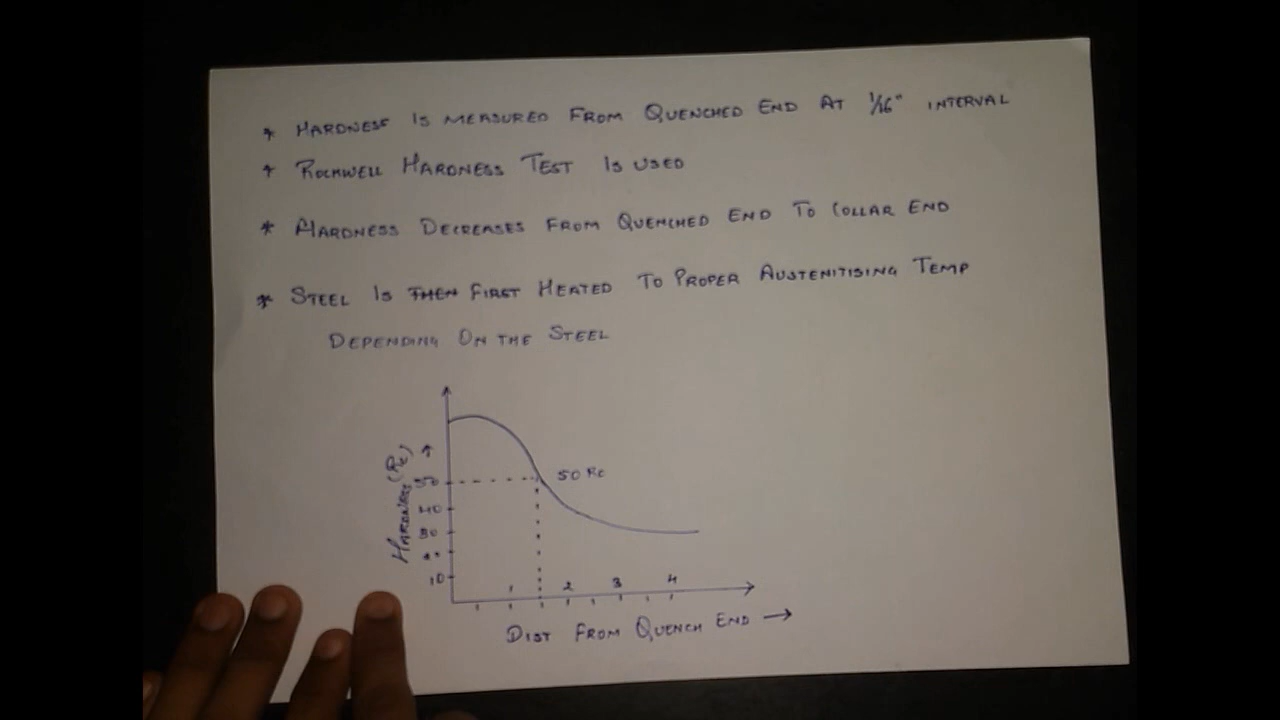 * HARDNESS IS MEASURED FROM QUENCHED END AT 1/16" INTERVAL
* ROCKWELL HARDNESS TEST IS USED
* HARDNESS DECREASES FROM QUENCHED END TO COLLAR END
* STEEL IS THEN FIRST HEATED TO PROPER AUSTENITISING TEMP
DEPENDING ON THE STEEL
HARDNESS (Rc) →
50
40
30
10
50 Rc
1 2 3 4
DIST FROM QUENCH END →